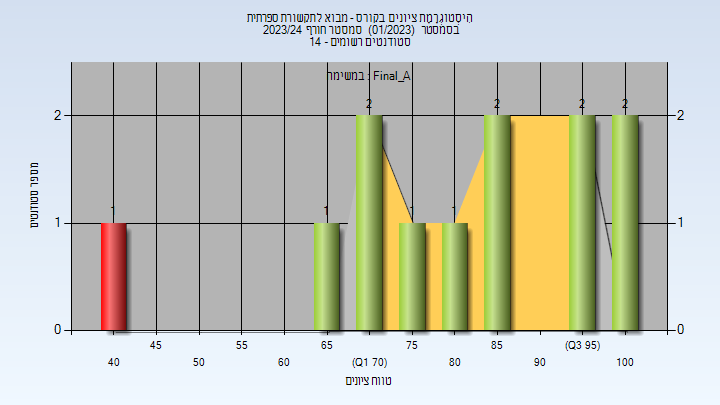 היסטוגרמת ציונים בקורס - מבוא לתקשורת ספרתית
בסמסטר (01/2023) סמסטר חורף 2023/24
סטודנטים רשומים - 14
במשימה : Final_A
מספר סטודנטים
2 2 2 2
1 1 1 1
2 2
1 1
0 0
45 55 65 75 85 (Q3 95)
40 50 60 (Q1 70) 80 90 100
טווח ציונים